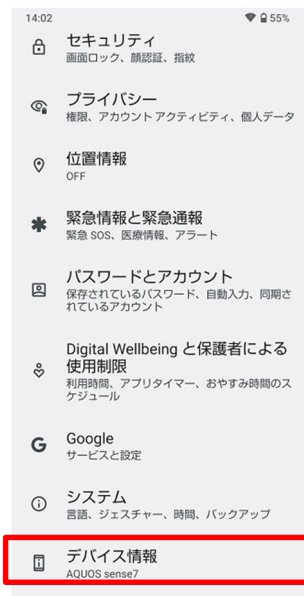 14:02 55%
セキュリティ
画面ロック、顔認証、指紋
プライバシー
権限、アカウント アクティビティ、個人データ
位置情報
OFF
緊急情報と緊急通報
緊急 SOS、医療情報、アラート
パスワードとアカウント
保存されているパスワード、自動入力、同期さ
れているアカウント
Digital Wellbeing と保護者による
使用制限
利用時間、アプリタイマー、おやすみ時間のス
ケジュール
Google
サービスと設定
システム
言語、ジェスチャー、時間、バックアップ
デバイス情報
AQUOS sense7